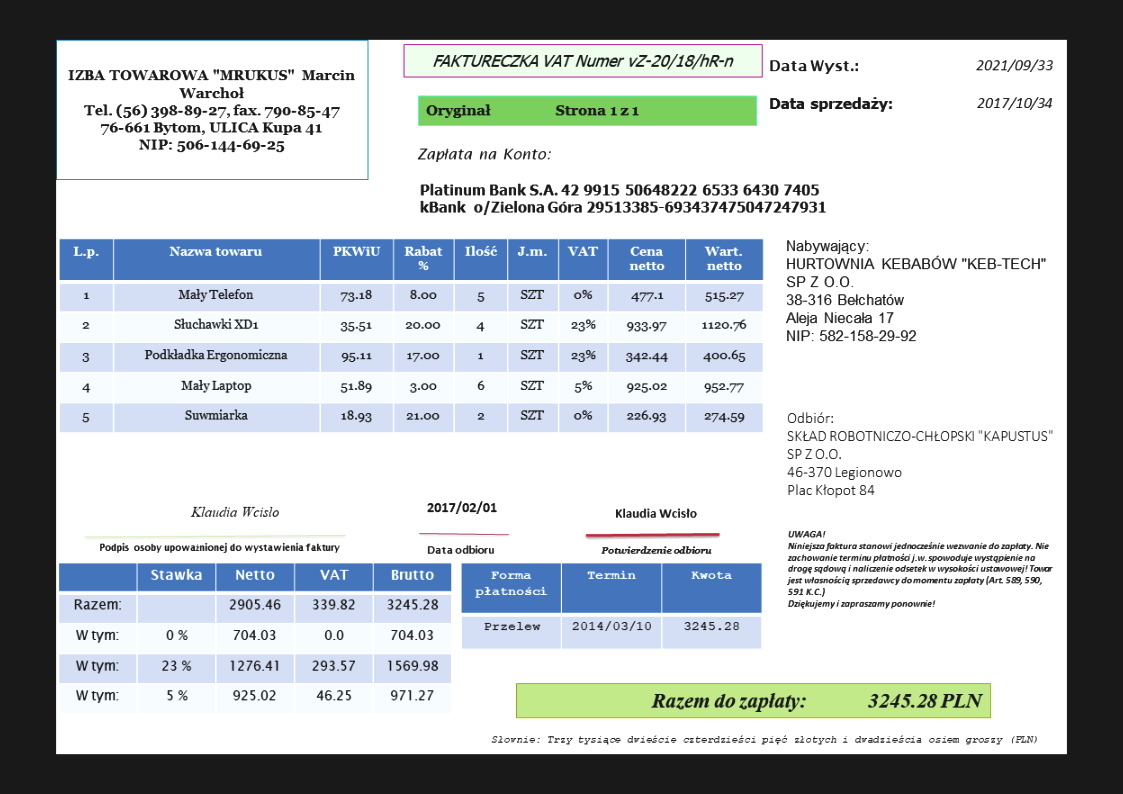 IZBA TOWAROWA "MRUKUS" Marcin
Warchoł
Tel. (56) 398-89-27, fax. 790-85-47
76-661 Bytom, ULICA Kupa 41
NIP: 506-144-69-25
FAKTURECZKA VAT Numer vZ-20/18/hR-n
Oryginał Strona 1 z 1
Data Wyst.: 2021/09/33
Data sprzedaży: 2017/10/34
Zapłata na Konto:
Platinum Bank S.A. 42 9915 50648222 6533 6430 7405
kBank o/Zielona Góra 29513385-693437475047247931
L.p. Nazwa towaru PKWiU Rabat % Ilość J.m. VAT Cena netto Wart. netto
1 Mały Telefon 73.18 8.00 5 SZT 0% 477.1 515.27
2 Słuchawki XD1 35.51 20.00 4 SZT 23% 933.97 1120.76
3 Podkładka Ergonomiczna 95.11 17.00 1 SZT 23% 342.44 400.65
4 Mały Laptop 51.89 3.00 6 SZT 5% 925.02 952.77
5 Suwmiarka 18.93 21.00 2 SZT 0% 226.93 274.59
Nabywający:
HURTOWNIA KEBABÓW "KEB-TECH"
SP Z O.O.
38-316 Bełchatów
Aleja Niecała 17
NIP: 582-158-29-92
Odbiór:
SKŁAD ROBOTNICZO-CHŁOPSKI "KAPUSTUS"
SP Z O.O.
46-370 Legionowo
Plac Kłopot 84
Klaudia Wcisło
Podpis osoby upoważnionej do wystawienia faktury
2017/02/01
Data odbioru
Klaudia Wcisło
Potwierdzenie odbioru
UWAGA!
Niniejsza faktura stanowi jednocześnie wezwanie do zapłaty. Nie
zachowanie terminu płatności j.w. spowoduje wystąpienie na
drogę sądową i naliczenie odsetek w wysokości ustawowej! Towar
jest własnością sprzedawcy do momentu zapłaty (Art. 589, 590,
591 K.C.)
Dziękujemy i zapraszamy ponownie!
Stawka Netto VAT Brutto
Razem: 2905.46 339.82 3245.28
W tym: 0 % 704.03 0.0 704.03
W tym: 23 % 1276.41 293.57 1569.98
W tym: 5 % 925.02 46.25 971.27
Forma płatności Termin Kwota
Przelew 2014/03/10 3245.28
Razem do zapłaty: 3245.28 PLN
Słownie: Trzy tysiące dwieście czterdzieści pięć złotych i dwadzieścia osiem groszy (PLN)